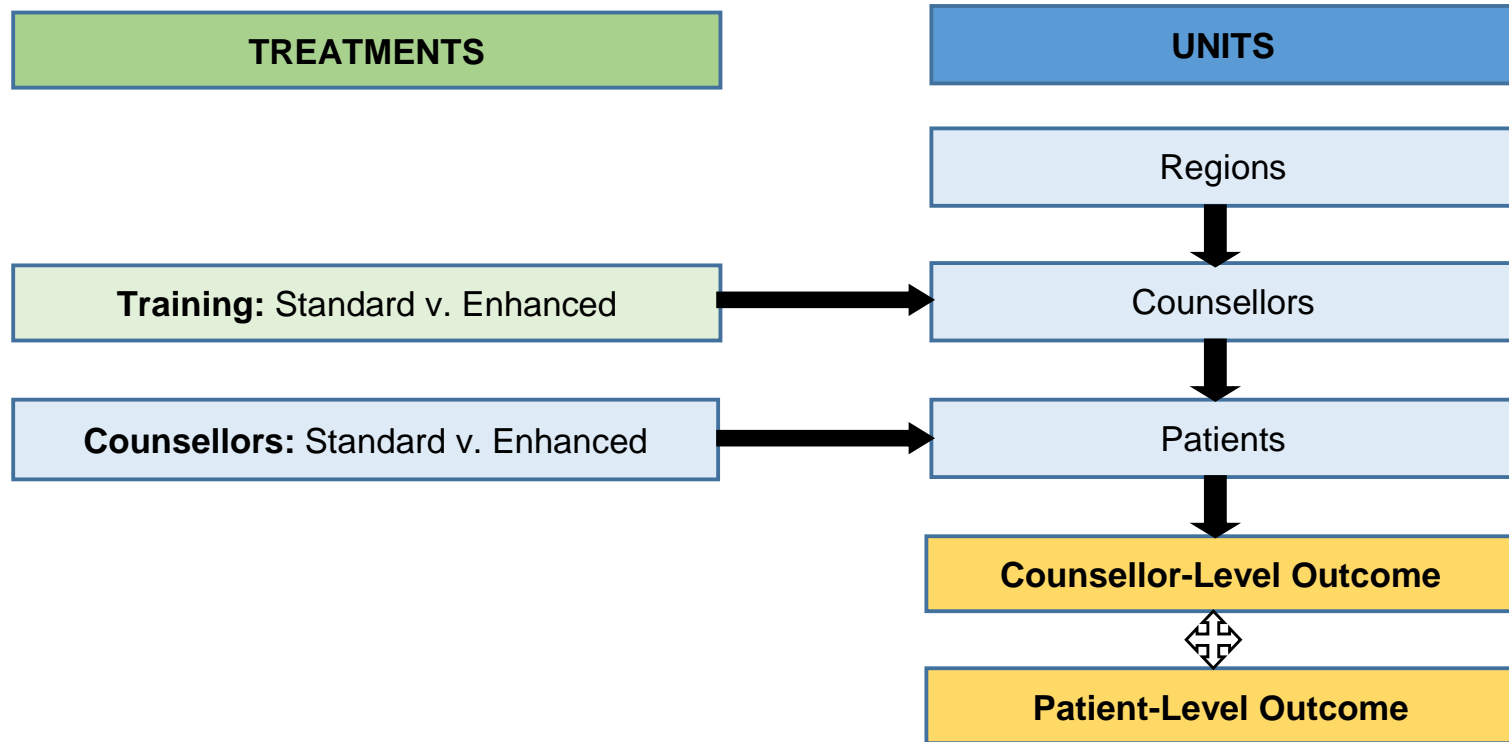 TREATMENTS
UNITS
Regions
Training: Standard v. Enhanced
Counsellors
Counsellors: Standard v. Enhanced
Patients
Counsellor-Level Outcome
Patient-Level Outcome